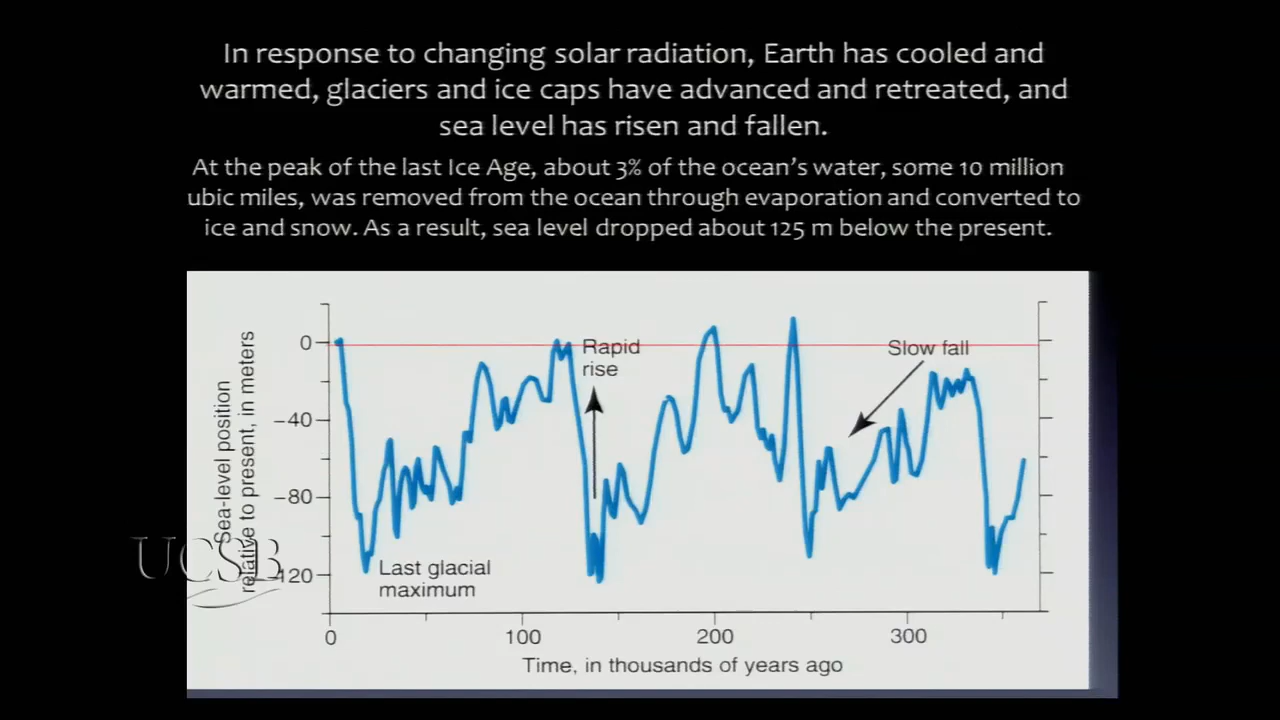 In response to changing solar radiation, Earth has cooled and
warmed, glaciers and ice caps have advanced and retreated, and
sea level has risen and fallen.
At the peak of the last Ice Age, about 3% of the ocean's water, some 10 million
ubic miles, was removed from the ocean through evaporation and converted to
ice and snow. As a result, sea level dropped about 125 m below the present.
Sea-level position
relative to present, in meters
0
−40
−80
−120
Rapid
rise
Slow fall
Last glacial
maximum
UCSB
0 100 200 300
Time, in thousands of years ago